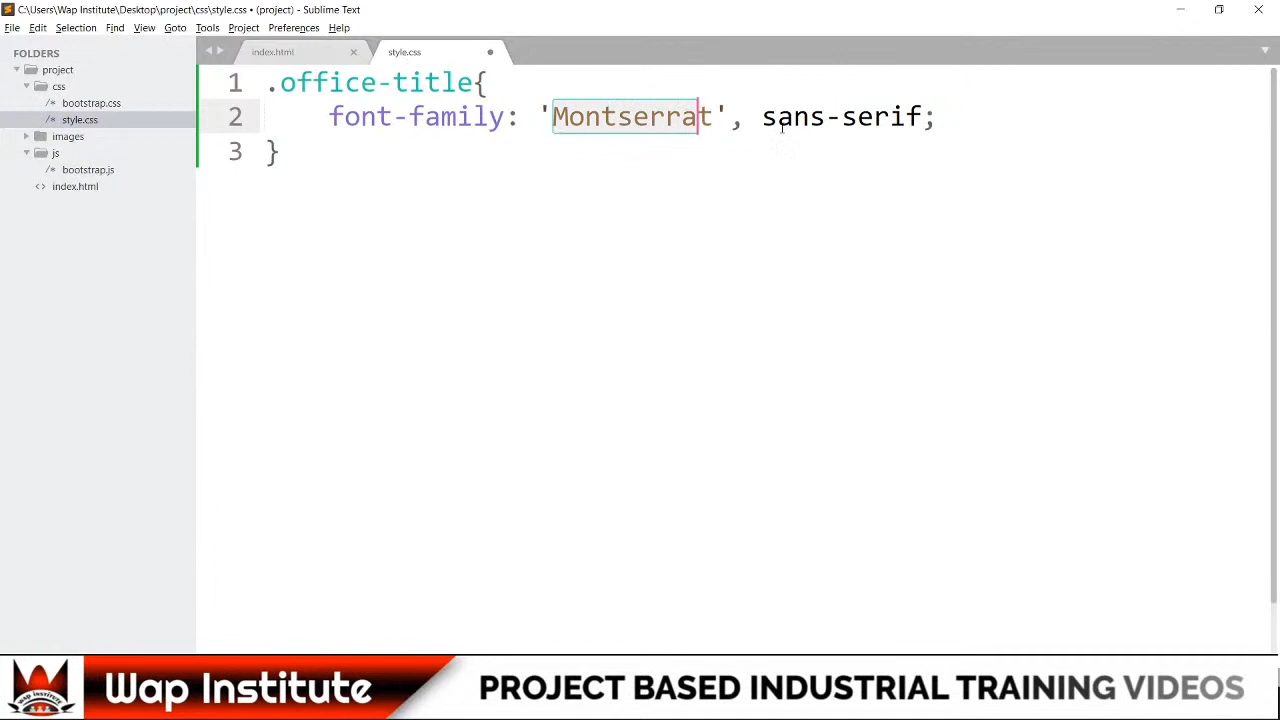 C:\Users\Wap Institute\Desktop\project\css\style.css • (project) - Sublime Text
File Edit Selection Find View Goto Tools Project Preferences Help
FOLDERS
project
css
/* bootstrap.css
/* style.css
images
js
/* bootstrap.js
<> index.html
index.html
style.css
1 .office-title{
2 font-family: 'Montserrat', sans-serif;
3 }
wap institute
Wap Institute
PROJECT BASED INDUSTRIAL TRAINING VIDEOS